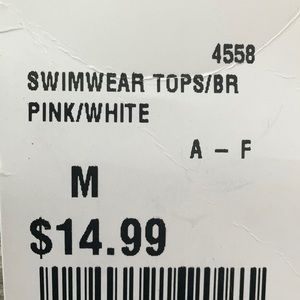 4558
SWIMWEAR TOPS/BR
PINK/WHITE
A - F
M
$14.99